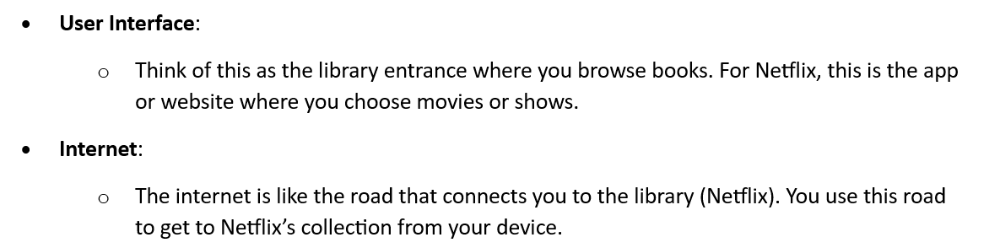 • User Interface:
o Think of this as the library entrance where you browse books. For Netflix, this is the app
or website where you choose movies or shows.
• Internet:
o The internet is like the road that connects you to the library (Netflix). You use this road
to get to Netflix’s collection from your device.